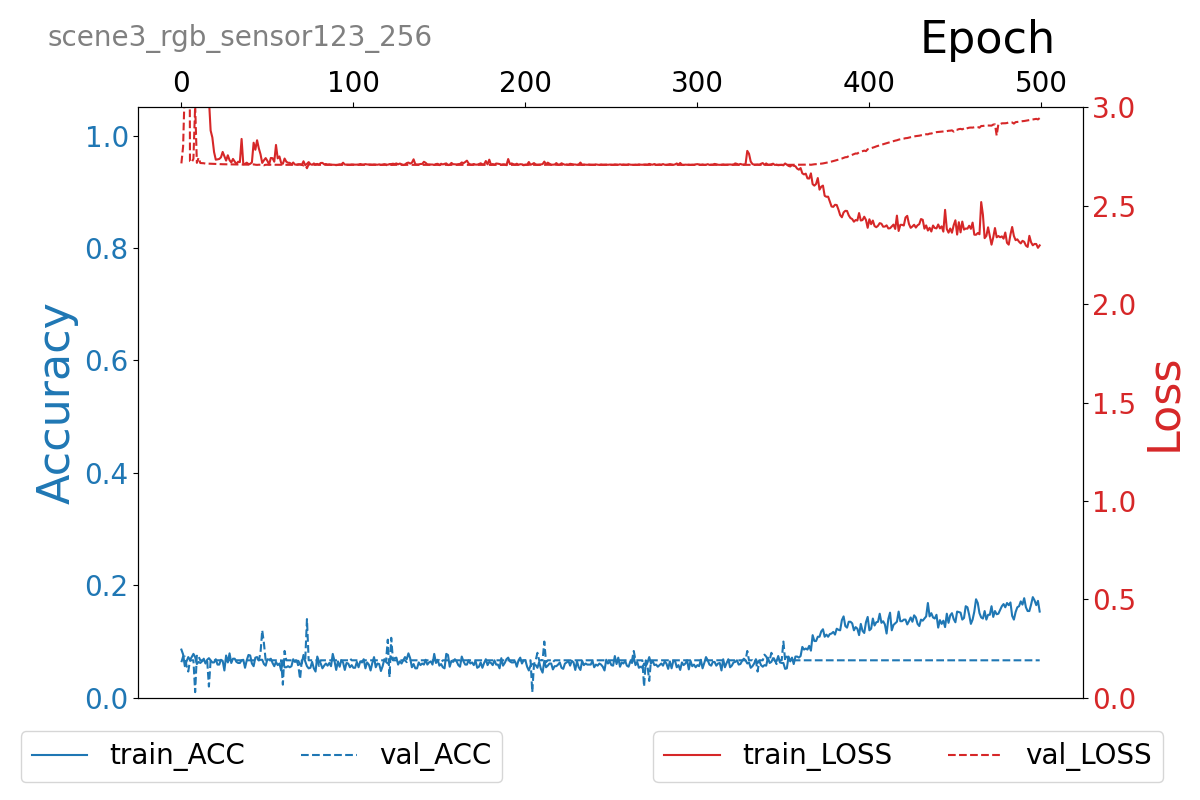 scene3_rgb_sensor123_256
Epoch
0 100 200 300 400 500
1.0
0.8
0.6
0.4
0.2
0.0
Accuracy
3.0
2.5
2.0
1.5
1.0
0.5
0.0
Loss
train_ACC val_ACC
train_LOSS val_LOSS